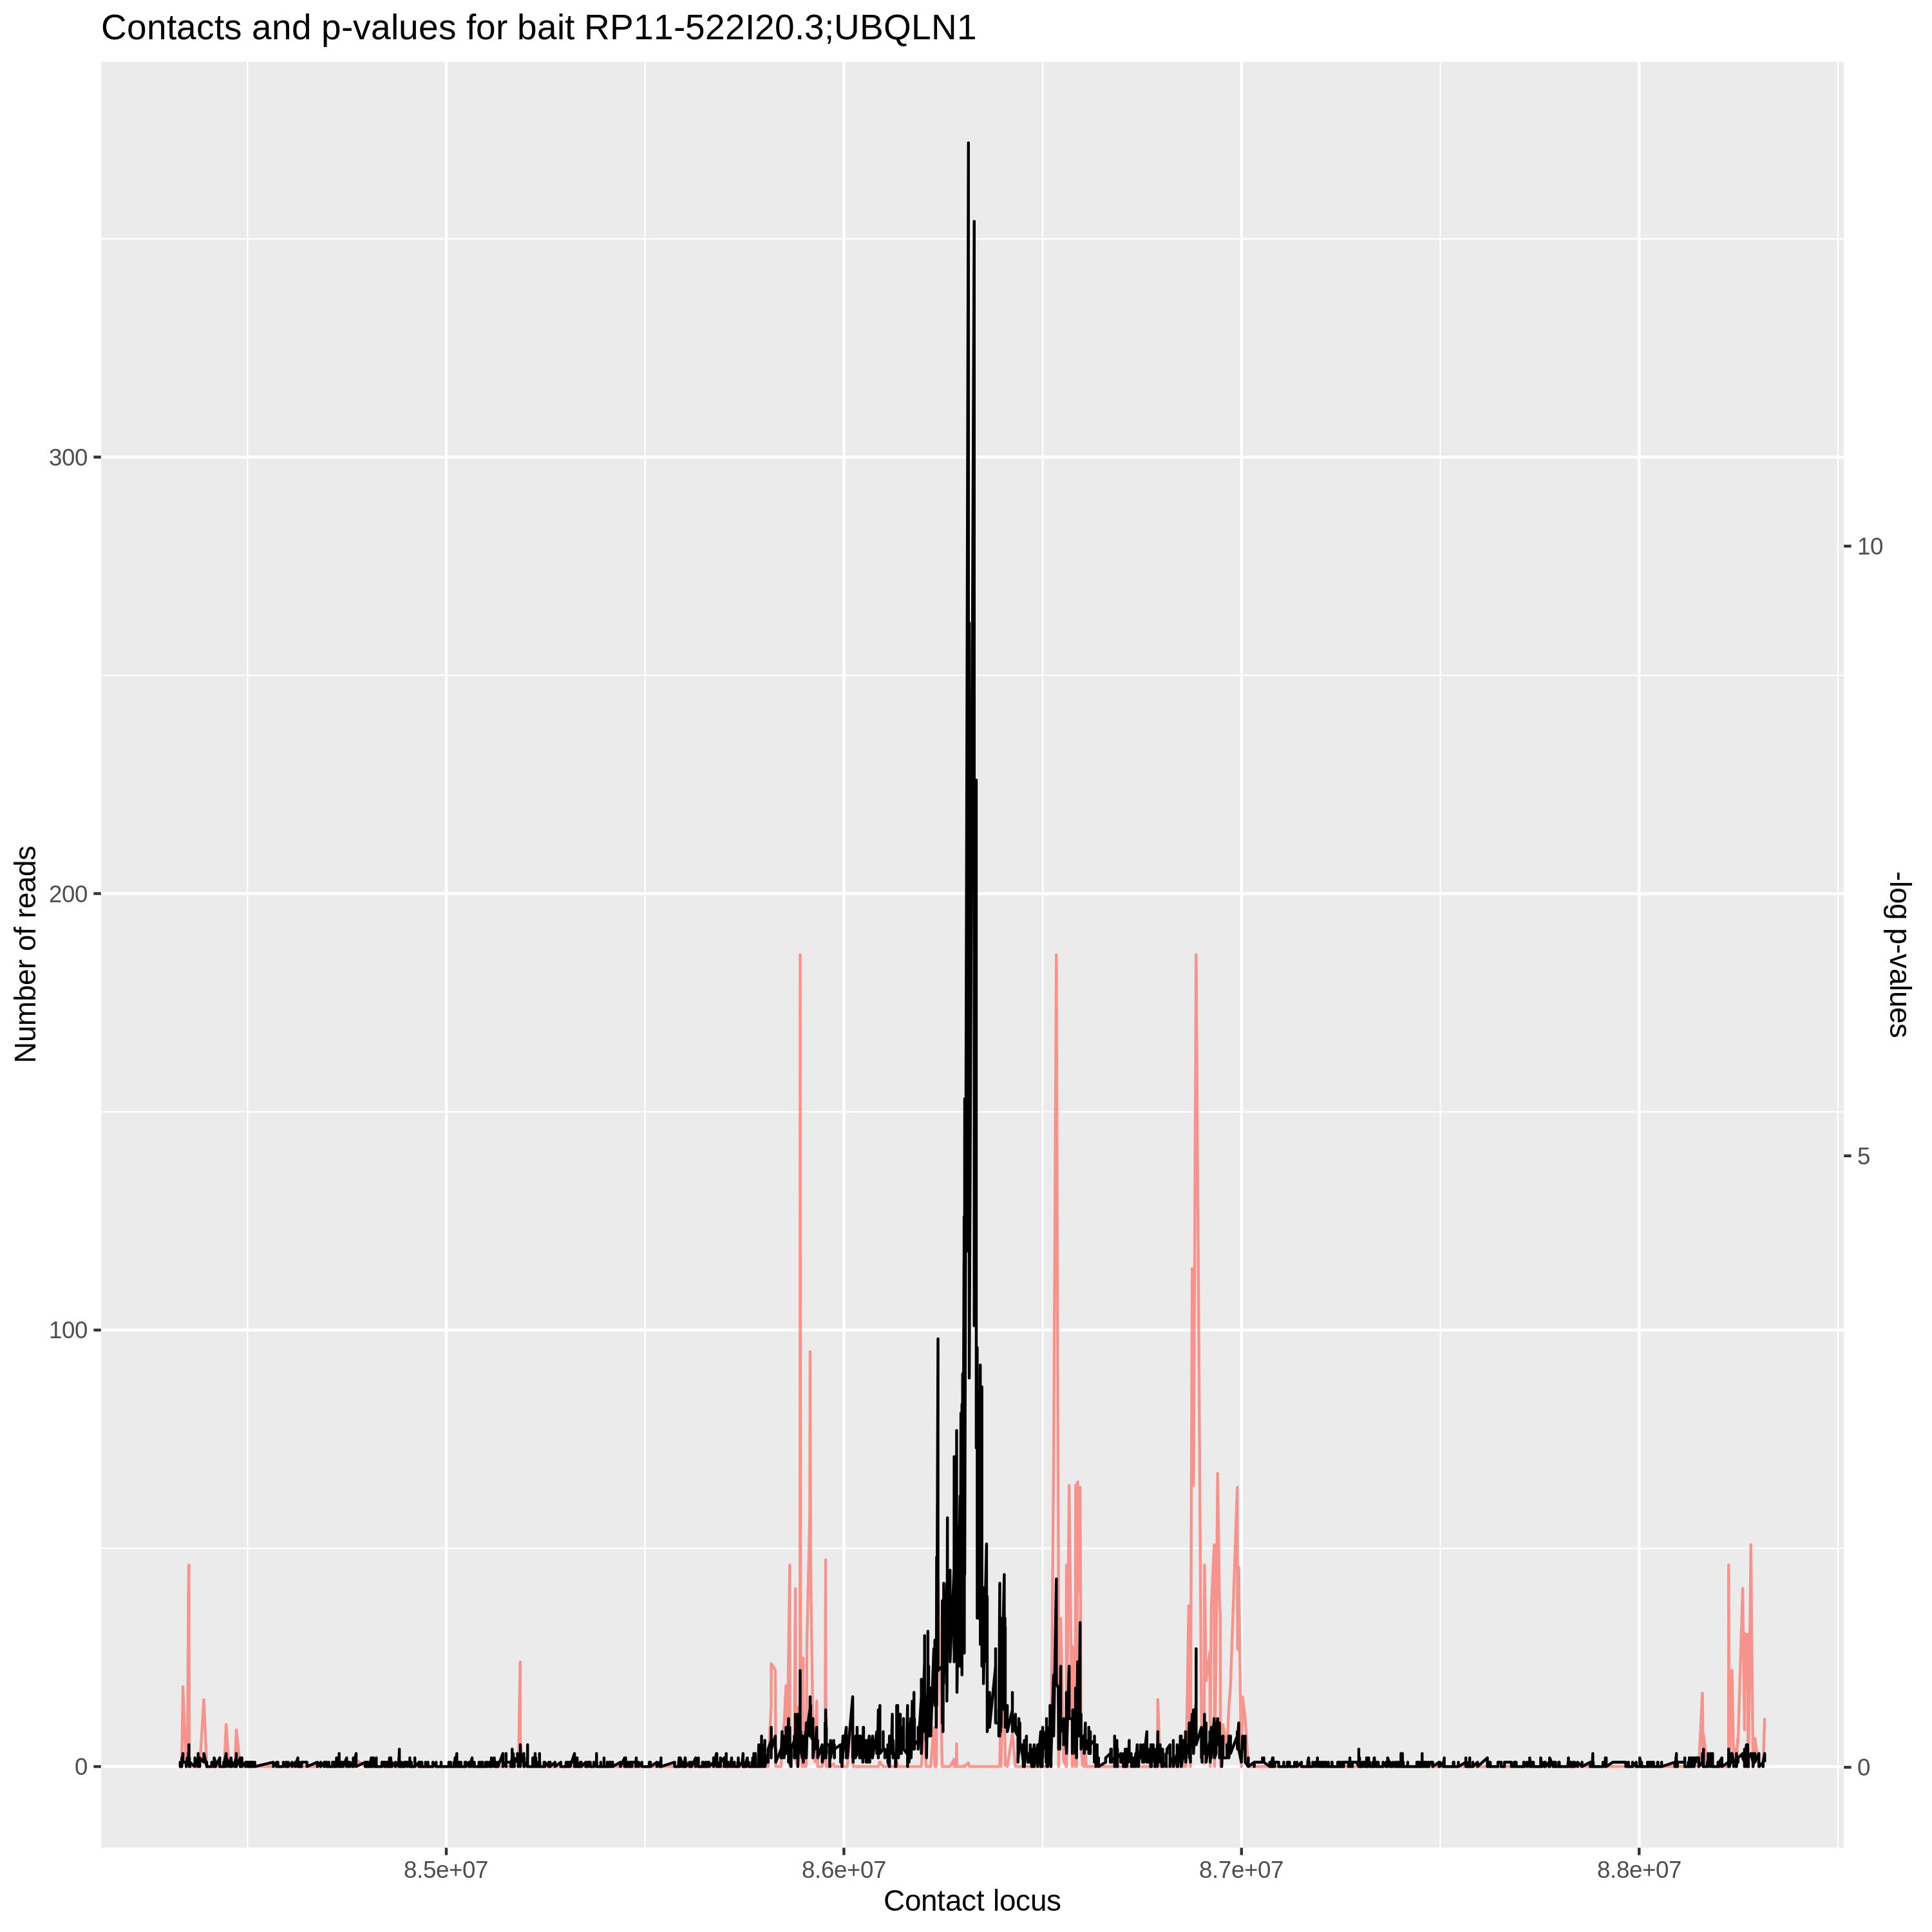 Contacts and p-values for bait RP11-522I20.3;UBQLN1
Number of reads
300
200
100
0
10
5
0
-log p-values
8.5e+07
8.6e+07
8.7e+07
8.8e+07
Contact locus